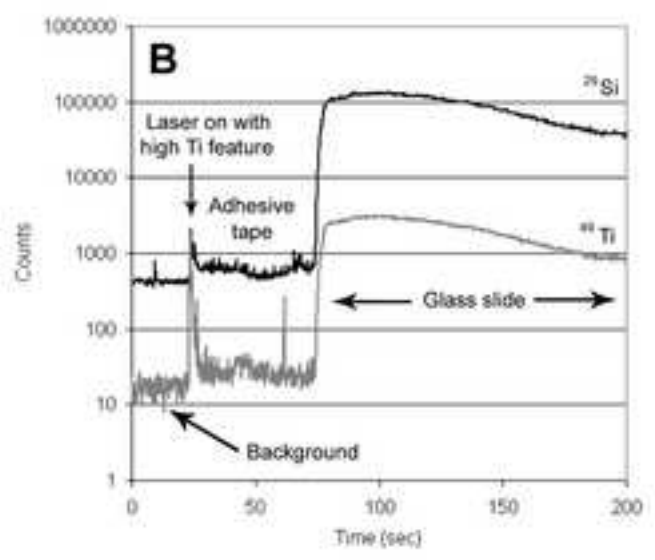 B
1000000
100000
10000
1000
100
10
1
Counts
Laser on with
high Ti feature
Adhesive
tape
Si
Ti
Glass slide
Background
0
50
100
150
200
Time (sec)